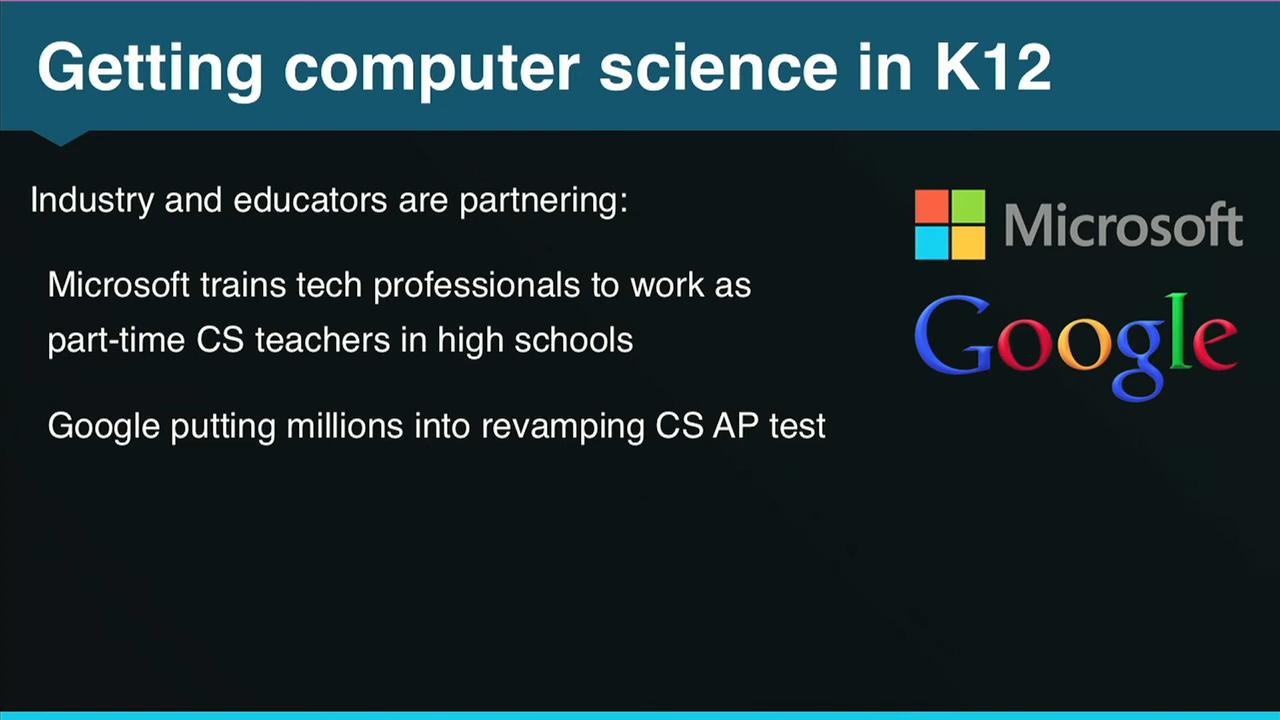 Getting computer science in K12
Industry and educators are partnering:
Microsoft trains tech professionals to work as
part-time CS teachers in high schools
Google putting millions into revamping CS AP test
Microsoft
Google